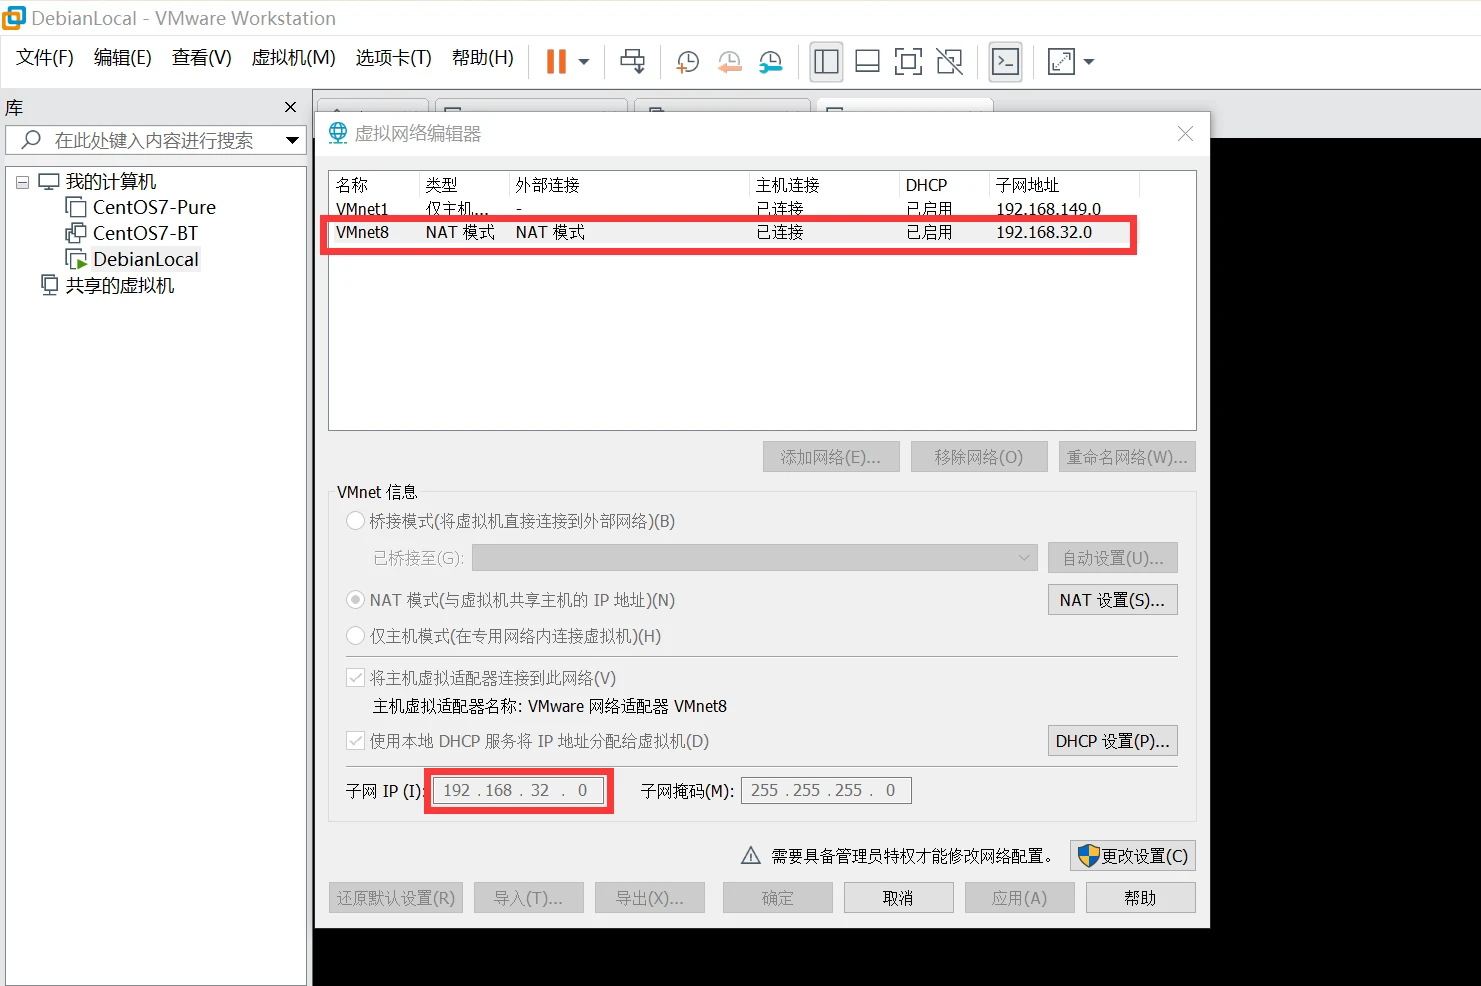 DebianLocal - VMware Workstation
文件(F) 编辑(E) 查看(V) 虚拟机(M) 选项卡(T) 帮助(H)
库
在此处键入内容进行搜索
我的计算机
CentOS7-Pure
CentOS7-BT
DebianLocal
共享的虚拟机
虚拟网络编辑器
名称 类型 外部连接 主机连接 DHCP 子网地址
VMnet1 仅主机... - 已连接 已启用 192.168.149.0
VMnet8 NAT 模式 NAT 模式 已连接 已启用 192.168.32.0
添加网络(E)... 移除网络(O) 重命名网络(W)...
VMnet 信息
桥接模式(将虚拟机直接连接到外部网络)(B)
已桥接至(G): 自动设置(U)...
NAT 模式(与虚拟机共享主机的 IP 地址)(N) NAT 设置(S)...
仅主机模式(在专用网络内连接虚拟机)(H)
将主机虚拟适配器连接到此网络(V)
主机虚拟适配器名称: VMware 网络适配器 VMnet8
使用本地 DHCP 服务将 IP 地址分配给虚拟机(D) DHCP 设置(P)...
子网 IP (I): 192 . 168 . 32 . 0 子网掩码(M): 255 . 255 . 255 . 0
需要具备管理员特权才能修改网络配置。 更改设置(C)
还原默认设置(R) 导入(T)... 导出(X)... 确定 取消 应用(A) 帮助